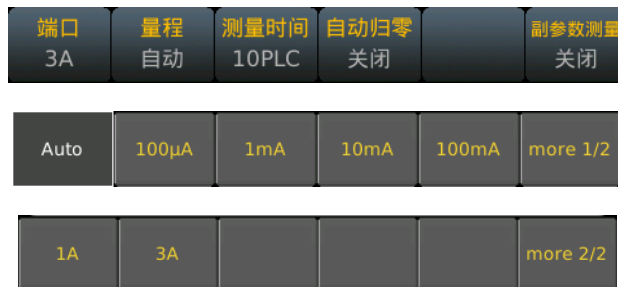 端口 量程 测量时间 自动归零 副参数测量
3A 自动 10PLC 关闭 关闭
Auto 100μA 1mA 10mA 100mA more 1/2
1A 3A more 2/2